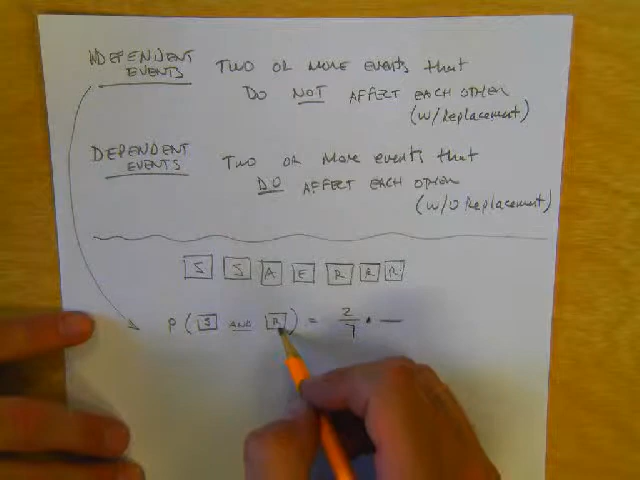 INDEPENDENT EVENTS TWO OR MORE EVENTS that
DO NOT AFFECT EACH OTHER
(W/ Replacement)
DEPENDENT EVENTS TWO OR MORE EVENTS that
DO AFFECT EACH OTHER
(W/O Replacement)
S S A E R R R
P ( S AND R ) = 2/7 • —